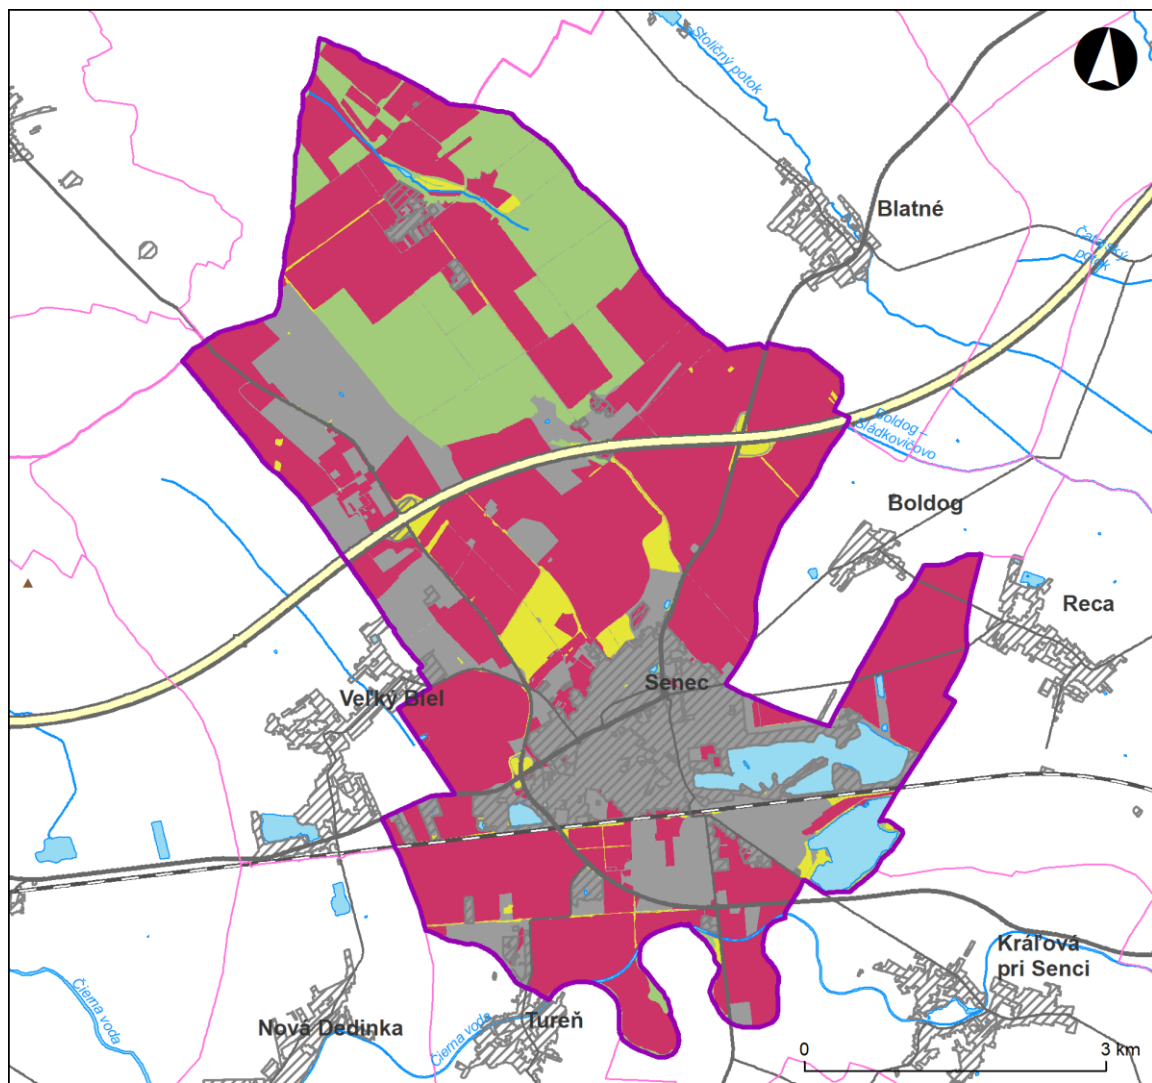 Stoličný potok
Blatné
Čatajský
potok
Boldog –
Sládkovičovo
Boldog
Reca
Senec
Veľký Biel
Kráľová
pri Senci
Čierna voda
Nová Dedinka
Tureň
Čierna voda
0
3 km